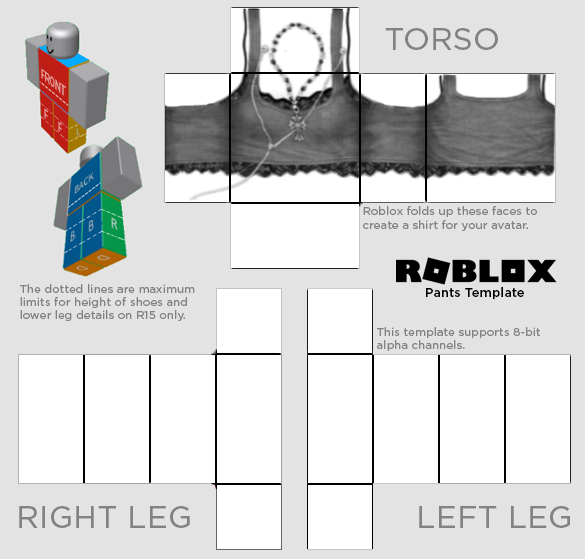 TORSO
FRONT
L
F
F
L
BACK
B
B
R
Roblox folds up these faces to
create a shirt for your avatar.
ROBLOX
Pants Template
The dotted lines are maximum
limits for height of shoes and
lower leg details on R15 only.
This template supports 8-bit
alpha channels.
RIGHT LEG
LEFT LEG